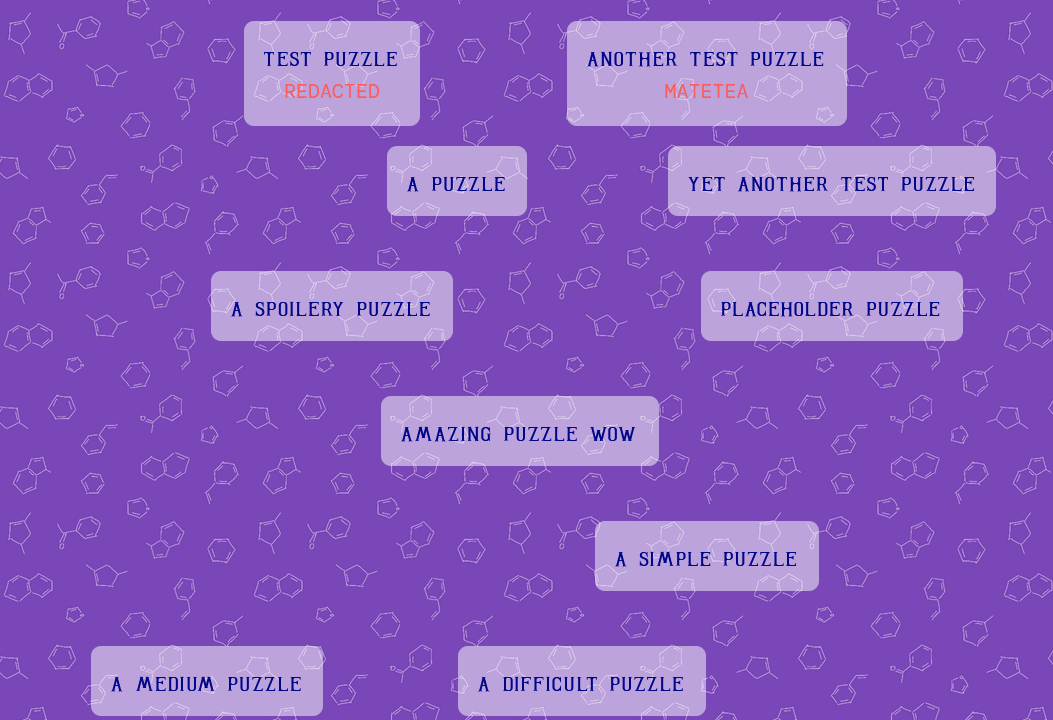 TEST PUZZLE
REDACTED
ANOTHER TEST PUZZLE
MATETEA
A PUZZLE
YET ANOTHER TEST PUZZLE
A SPOILERY PUZZLE
PLACEHOLDER PUZZLE
AMAZING PUZZLE WOW
A SIMPLE PUZZLE
A MEDIUM PUZZLE
A DIFFICULT PUZZLE